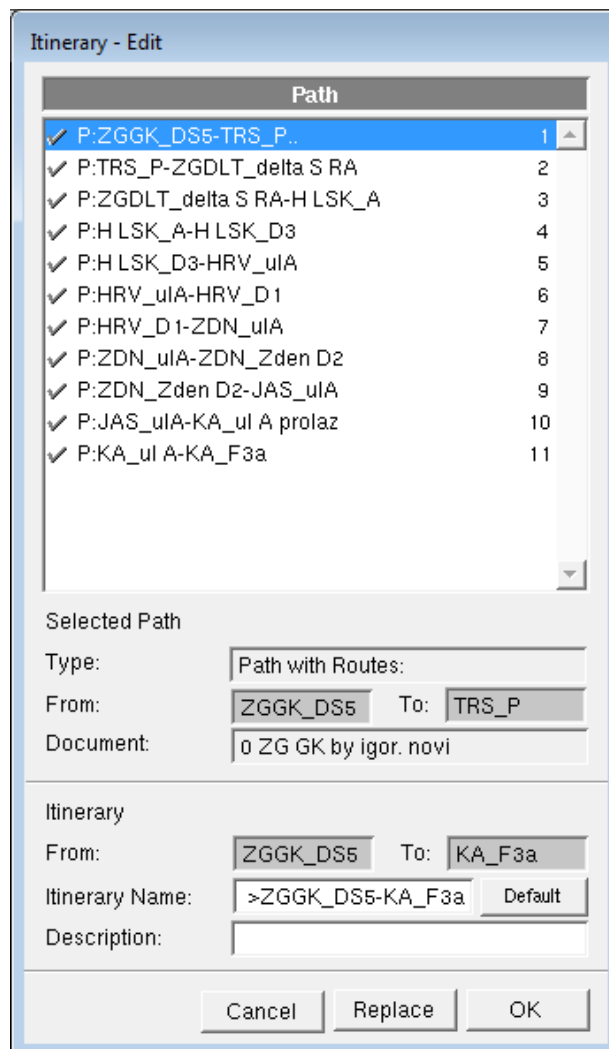 Itinerary - Edit
Path
P:ZGGK_DS5-TRS_P.. 1
P:TRS_P-ZGDLT_delta S RA 2
P:ZGDLT_delta S RA-H LSK_A 3
P:H LSK_A-H LSK_D3 4
P:H LSK_D3-HRV_ulA 5
P:HRV_ulA-HRV_D1 6
P:HRV_D1-ZDN_ulA 7
P:ZDN_ulA-ZDN_Zden D2 8
P:ZDN_Zden D2-JAS_ulA 9
P:JAS_ulA-KA_ul A prolaz 10
P:KA_ul A-KA_F3a 11
Selected Path
Type: Path with Routes:
From: ZGGK_DS5 To: TRS_P
Document: 0 ZG GK by igor. novi
Itinerary
From: ZGGK_DS5 To: KA_F3a
Itinerary Name: >ZGGK_DS5-KA_F3a Default
Description:
Cancel Replace OK